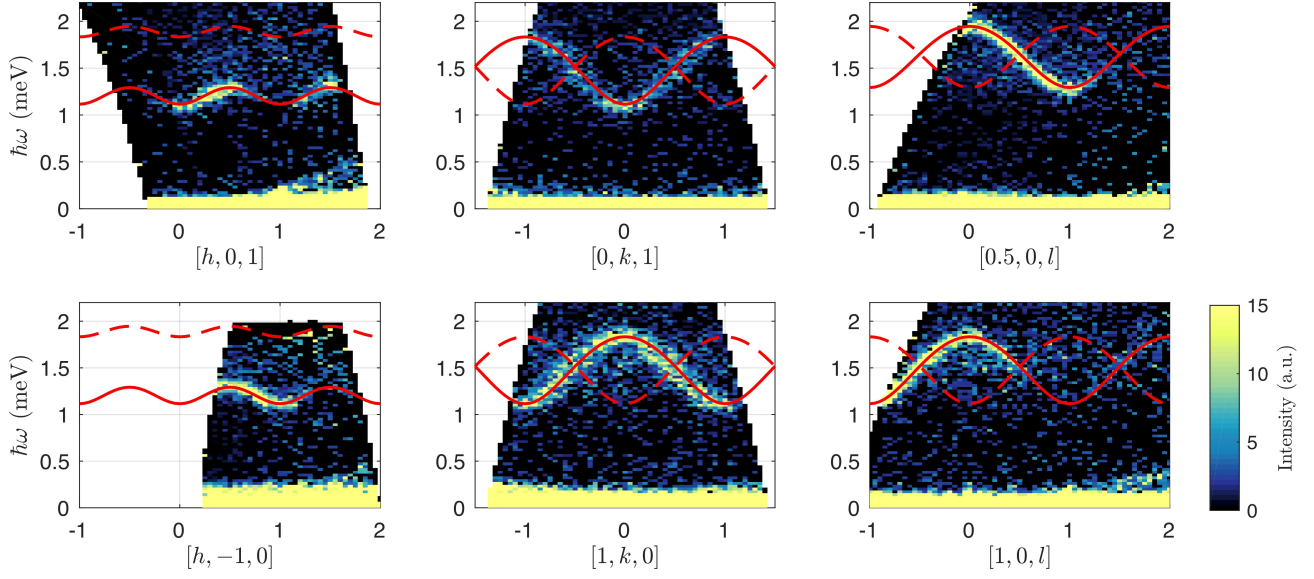 2
1.5
1
0.5
0
ħω (meV)
-1 0 1 2
[h, 0, 1]
2
1.5
1
0.5
0
-1 0 1
[0, k, 1]
2
1.5
1
0.5
0
-1 0 1 2
[0.5, 0, l]
2
1.5
1
0.5
0
ħω (meV)
-1 0 1 2
[h, −1, 0]
2
1.5
1
0.5
0
-1 0 1
[1, k, 0]
2
1.5
1
0.5
0
-1 0 1 2
[1, 0, l]
15
10
5
0
Intensity (a.u.)